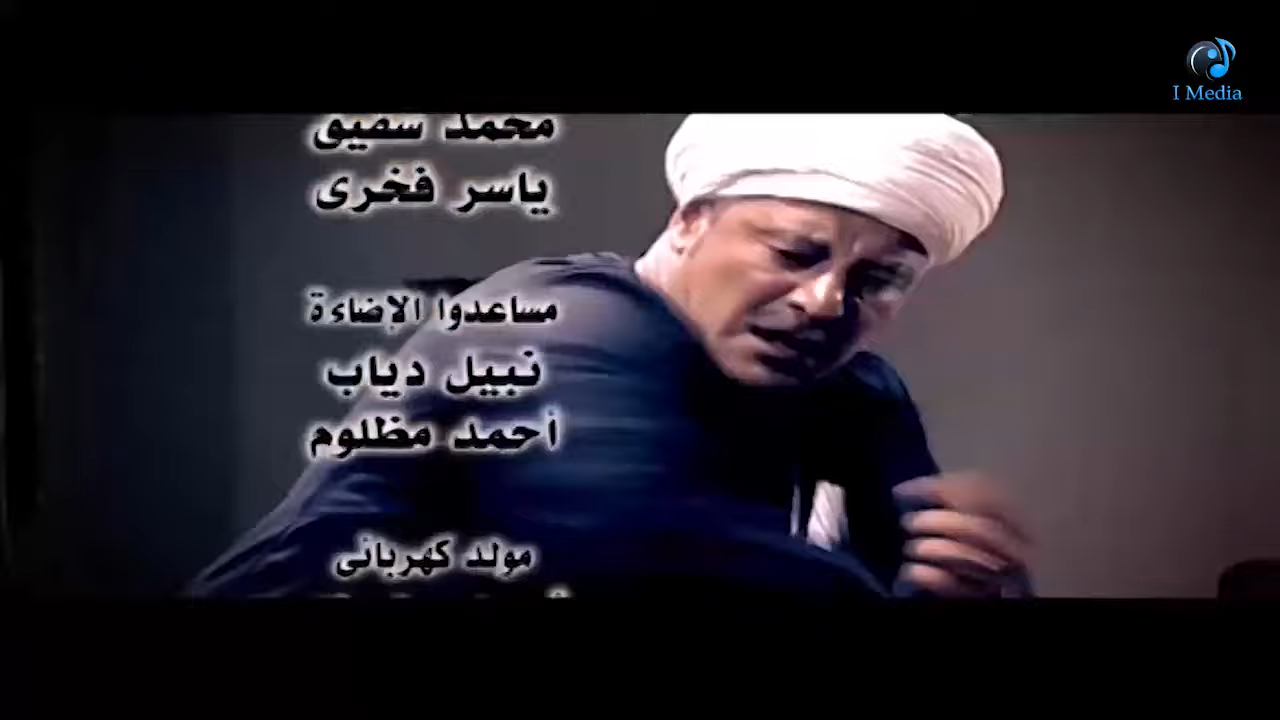 I Media
محمد سفيق
ياسر فخرى
مساعدوا الإضاءة
نبيل دياب
أحمد مظلوم
مولد كهربائى